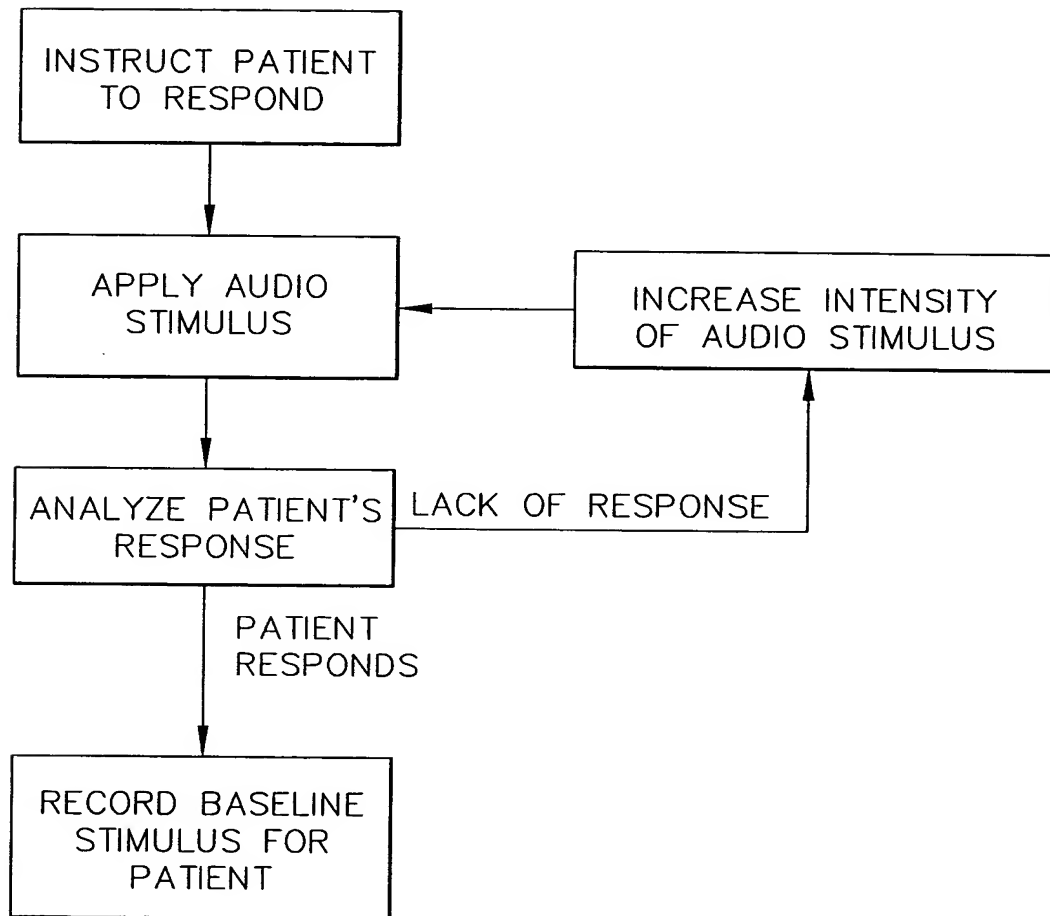 INSTRUCT PATIENT
TO RESPOND
APPLY AUDIO
STIMULUS
INCREASE INTENSITY
OF AUDIO STIMULUS
ANALYZE PATIENT'S
RESPONSE
LACK OF RESPONSE
PATIENT
RESPONDS
RECORD BASELINE
STIMULUS FOR
PATIENT